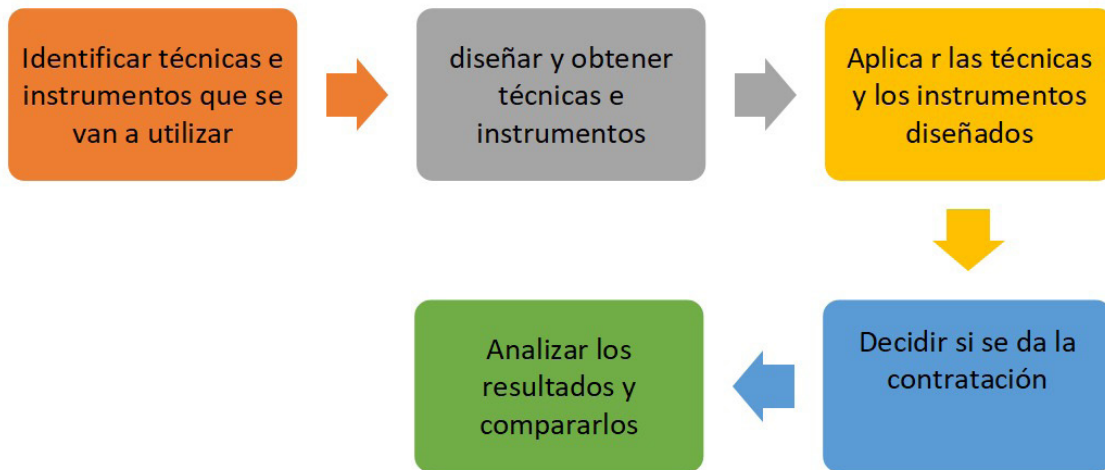 Identificar técnicas e
instrumentos que se
van a utilizar
diseñar y obtener
técnicas e
instrumentos
Aplica r las técnicas
y los instrumentos
diseñados
Decidir si se da la
contratación
Analizar los
resultados y
compararlos